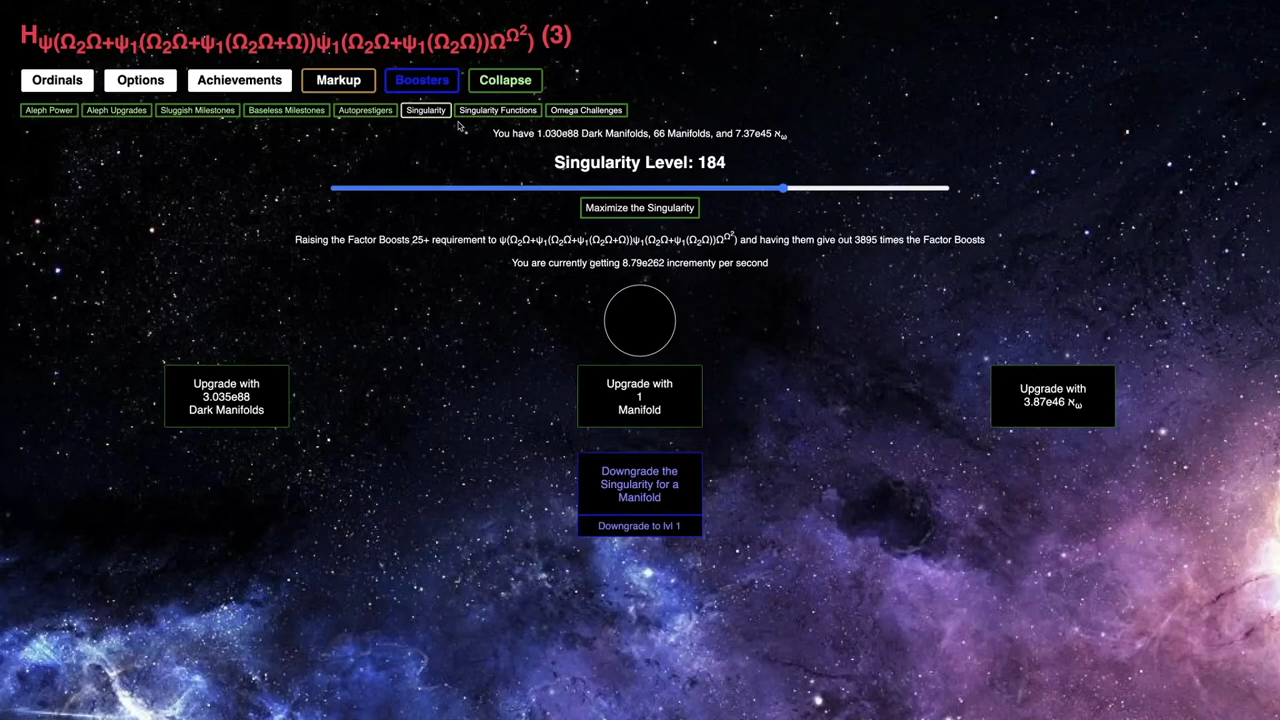 Hψ(Ω₂Ω+ψ₁(Ω₂Ω+ψ₁(Ω₂Ω+Ω))ψ₁(Ω₂Ω+ψ₁(Ω₂Ω))Ω^Ω²) (3)
Ordinals Options Achievements Markup Boosters Collapse
Aleph Power Aleph Upgrades Sluggish Milestones Baseless Milestones Autoprestigers Singularity Singularity Functions Omega Challenges
You have 1.030e88 Dark Manifolds, 66 Manifolds, and 7.37e45 ℵω
Singularity Level: 184
Maximize the Singularity
Raising the Factor Boosts 25+ requirement to ψ(Ω₂Ω+ψ₁(Ω₂Ω+ψ₁(Ω₂Ω+Ω))ψ₁(Ω₂Ω+ψ₁(Ω₂Ω))Ω^Ω²) and having them give out 3895 times the Factor Boosts
You are currently getting 8.79e262 incrementy per second
Upgrade with
3.035e88
Dark Manifolds
Upgrade with
1
Manifold
Upgrade with
3.87e46 ℵω
Downgrade the
Singularity for a
Manifold
Downgrade to lvl 1